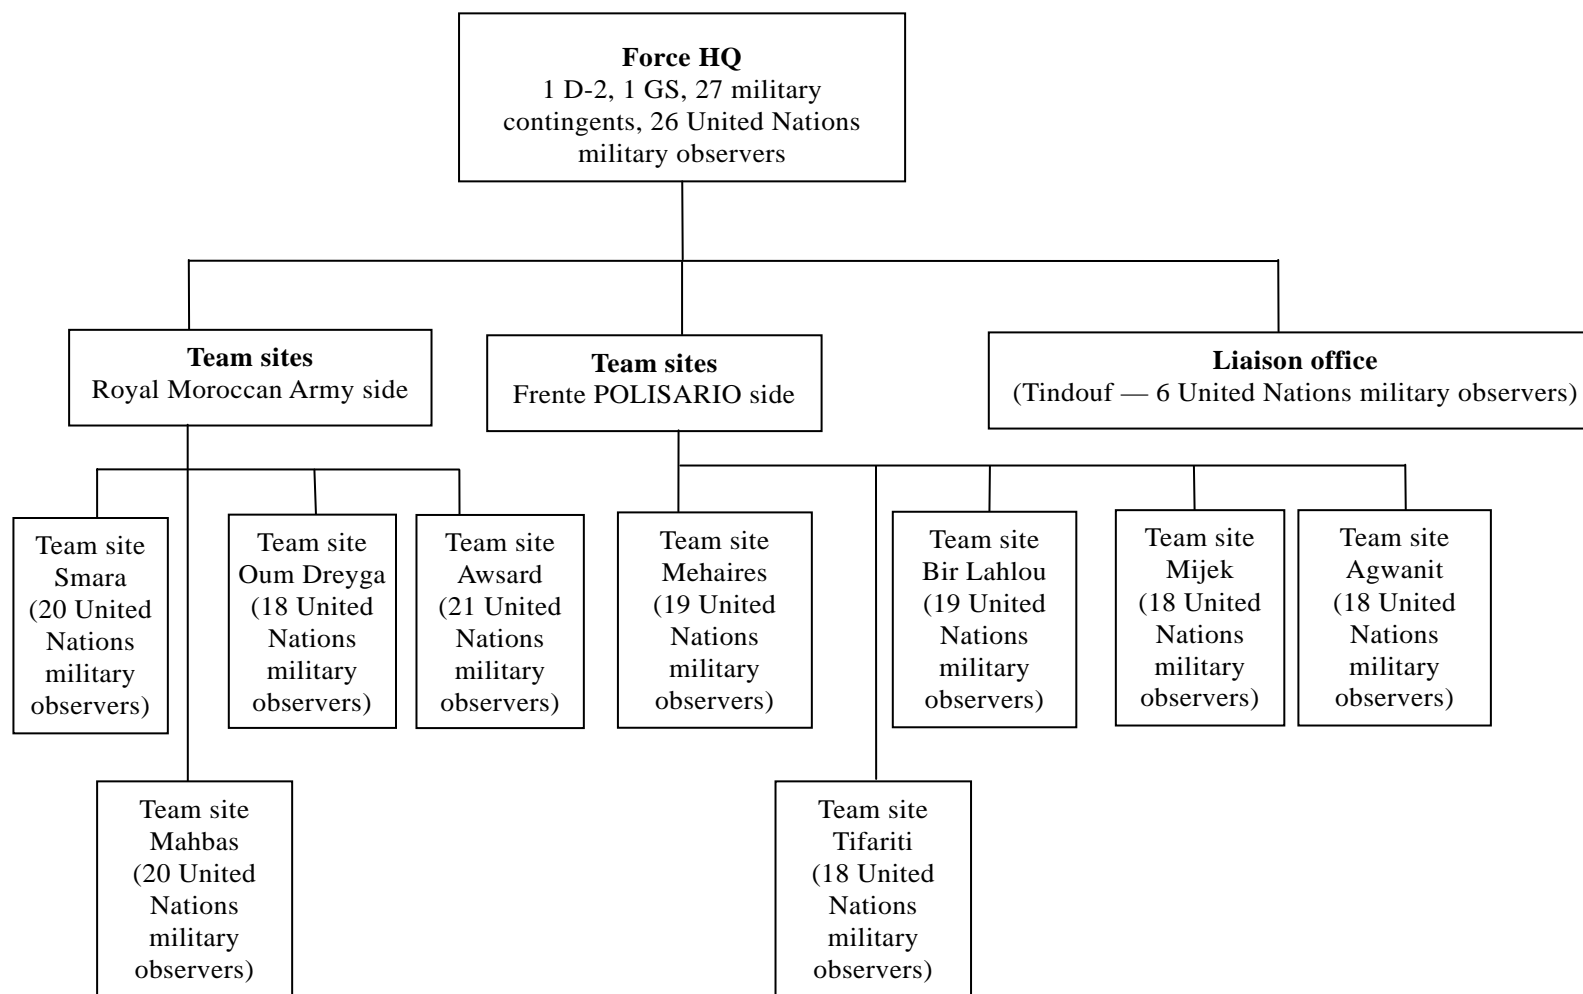 Force HQ
1 D-2, 1 GS, 27 military
contingents, 26 United Nations
military observers
Team sites
Royal Moroccan Army side
Team sites
Frente POLISARIO side
Liaison office
(Tindouf — 6 United Nations military observers)
Team site
Smara
(20 United
Nations
military
observers)
Team site
Oum Dreyga
(18 United
Nations
military
observers)
Team site
Awsard
(21 United
Nations
military
observers)
Team site
Mehaires
(19 United
Nations
military
observers)
Team site
Bir Lahlou
(19 United
Nations
military
observers)
Team site
Mijek
(18 United
Nations
military
observers)
Team site
Agwanit
(18 United
Nations
military
observers)
Team site
Mahbas
(20 United
Nations
military
observers)
Team site
Tifariti
(18 United
Nations
military
observers)